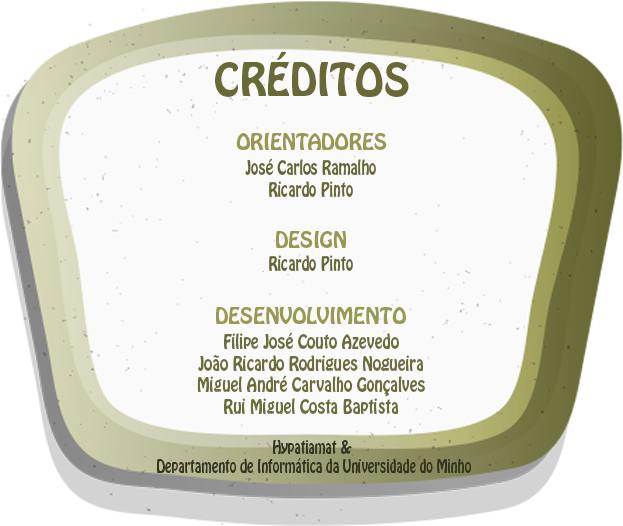 CRÉDITOS
ORIENTADORES
José Carlos Ramalho
Ricardo Pinto
DESIGN
Ricardo Pinto
DESENVOLVIMENTO
Filipe José Couto Azevedo
João Ricardo Rodrigues Nogueira
Miguel André Carvalho Gonçalves
Rui Miguel Costa Baptista
Hypatiamat &
Departamento de Informática da Universidade do Minho